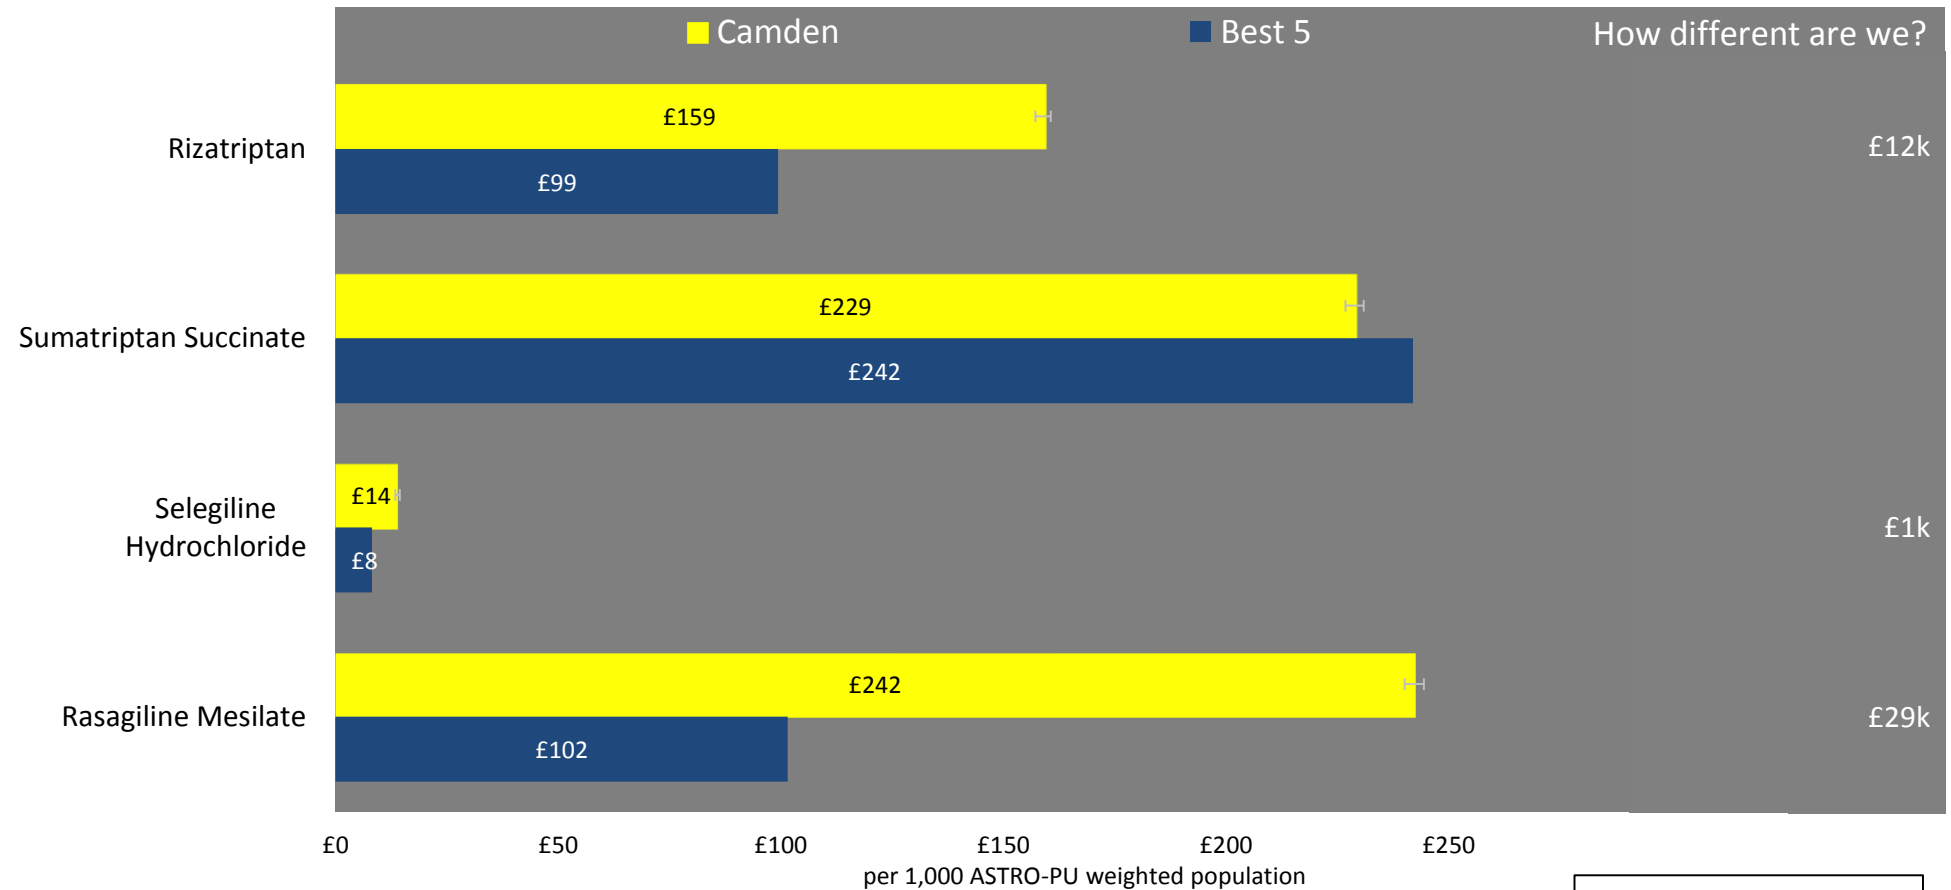 Camden
Best 5
How different are we?
Rizatriptan
£159
£99
£12k
Sumatriptan Succinate
£229
£242
Selegiline
Hydrochloride
£14
£8
£1k
Rasagiline Mesilate
£242
£102
£29k
£0 £50 £100 £150 £200 £250
per 1,000 ASTRO-PU weighted population